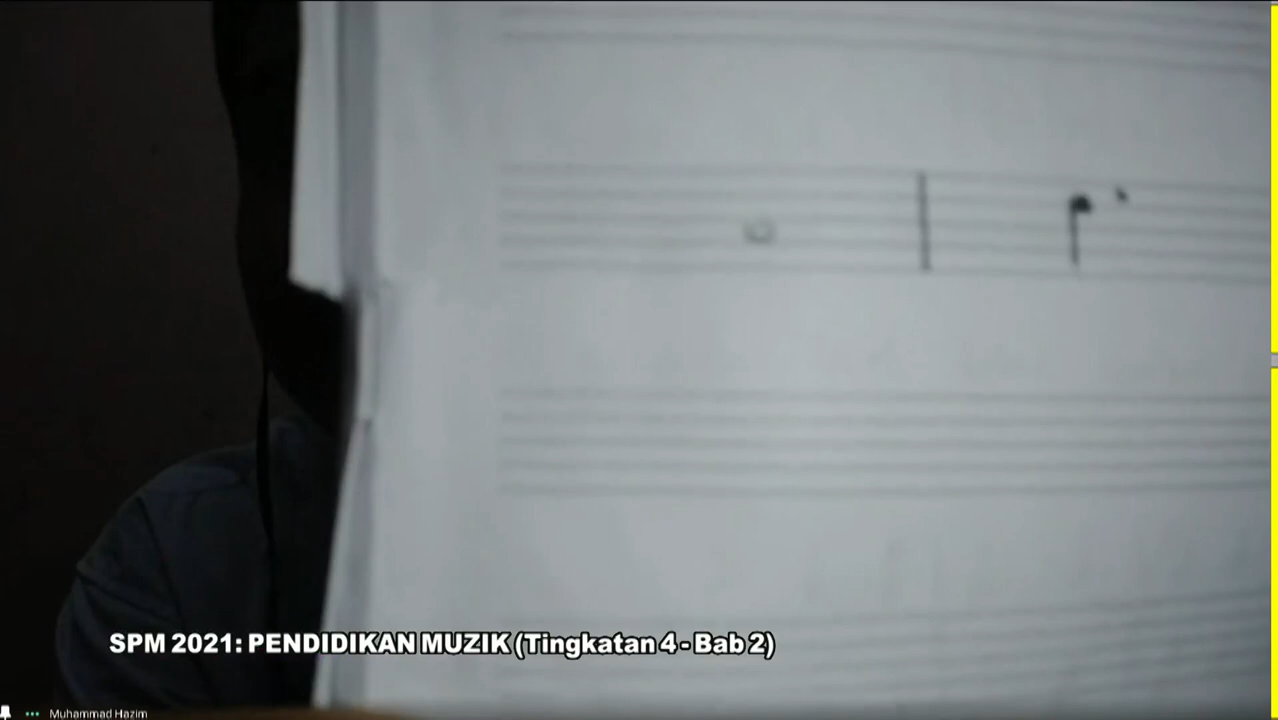 SPM 2021: PENDIDIKAN MUZIK (Tingkatan 4 - Bab 2)
Muhammad Hazim